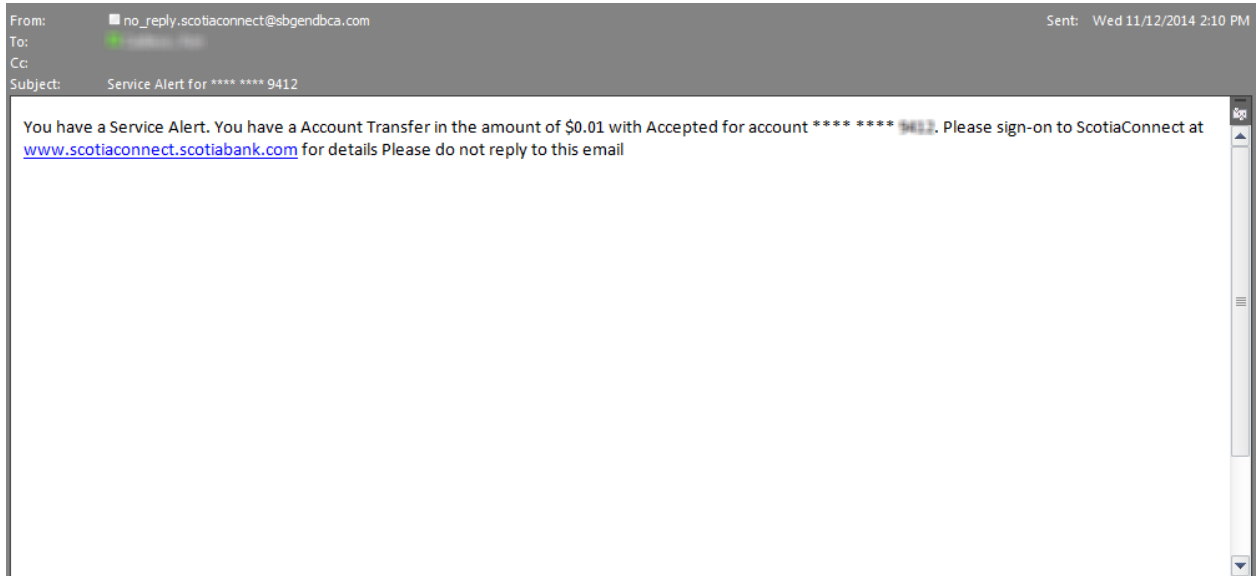 From: no_reply.scotiaconnect@sbgendbca.com Sent: Wed 11/12/2014 2:10 PM
To:
Cc:
Subject: Service Alert for **** **** 9412
You have a Service Alert. You have a Account Transfer in the amount of $0.01 with Accepted for account **** **** . Please sign-on to ScotiaConnect at
www.scotiaconnect.scotiabank.com for details Please do not reply to this email